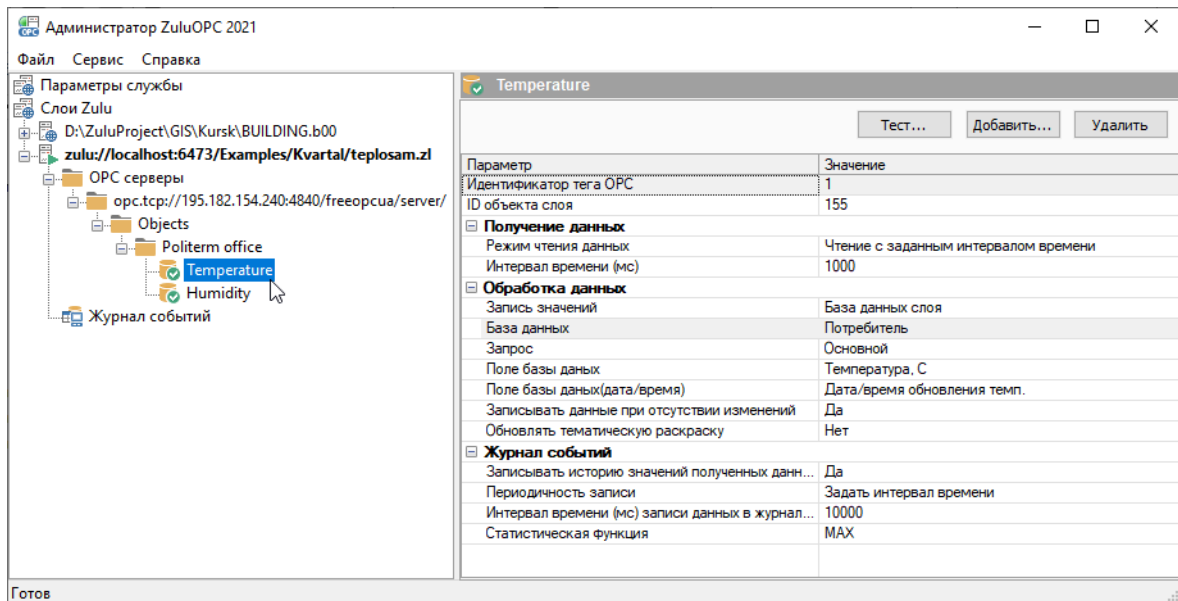 Администратор ZuluOPC 2021
Файл Сервис Справка
Параметры службы
Слои Zulu
D:\ZuluProject\GIS\Kursk\BUILDING.b00
zulu://localhost:6473/Examples/Kvartal/teplosam.zl
OPC серверы
opc.tcp://195.182.154.240:4840/freeopcua/server/
Objects
Politerm office
Temperature
Humidity
Журнал событий
Temperature
Тест... Добавить... Удалить
Параметр Значение
Идентификатор тега OPC 1
ID объекта слоя 155
Получение данных
Режим чтения данных Чтение с заданным интервалом времени
Интервал времени (мс) 1000
Обработка данных
Запись значений База данных слоя
База данных Потребитель
Запрос Основной
Поле базы даных Температура, С
Поле базы даных(дата/время) Дата/время обновления темп.
Записывать данные при отсутствии изменений Да
Обновлять тематическую раскраску Нет
Журнал событий
Записывать историю значений полученных данн... Да
Периодичность записи Задать интервал времени
Интервал времени (мс) записи данных в журнал... 10000
Статистическая функция MAX
Готов